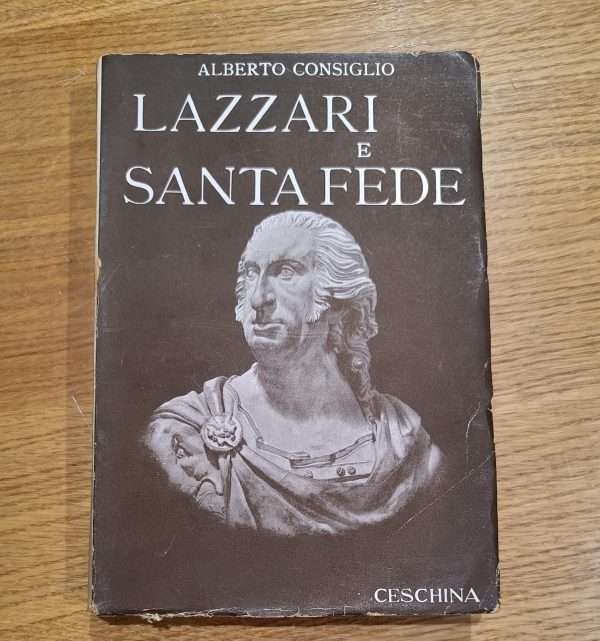 ALBERTO CONSIGLIO
LAZZARI
E
SANTA FEDE
CESCHINA